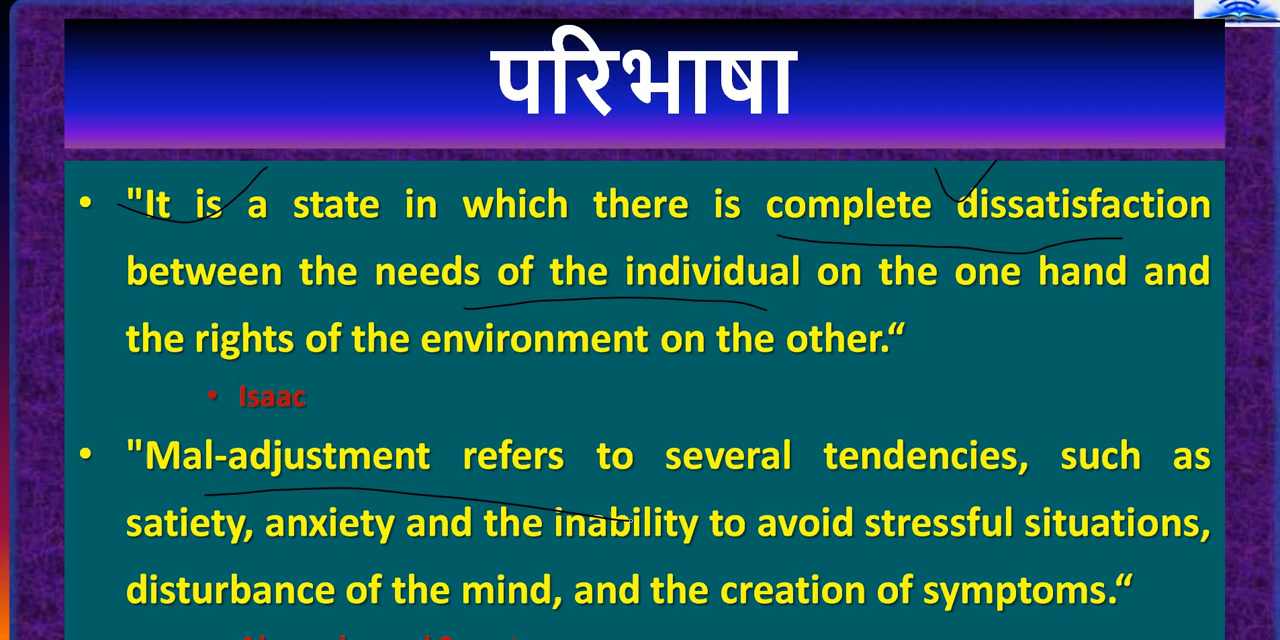 परिभाषा
• "It is a state in which there is complete dissatisfaction
between the needs of the individual on the one hand and
the rights of the environment on the other.“
• Isaac
• "Mal-adjustment refers to several tendencies, such as
satiety, anxiety and the inability to avoid stressful situations,
disturbance of the mind, and the creation of symptoms.“